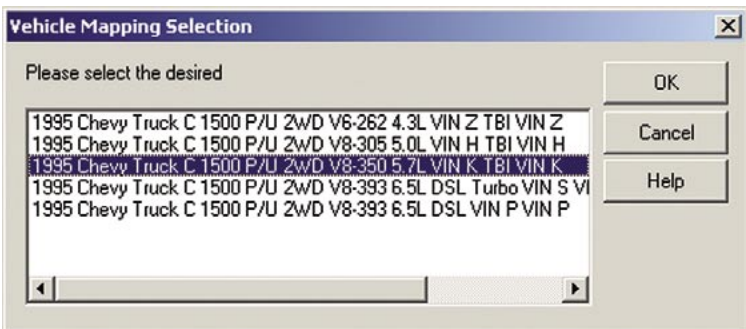 Vehicle Mapping Selection
Please select the desired
OK
Cancel
Help
1995 Chevy Truck C 1500 P/U 2WD V6-262 4.3L VIN Z TBI VIN Z
1995 Chevy Truck C 1500 P/U 2WD V8-305 5.0L VIN H TBI VIN H
1995 Chevy Truck C 1500 P/U 2WD V8-350 5.7L VIN K TBI VIN K
1995 Chevy Truck C 1500 P/U 2WD V8-393 6.5L DSL Turbo VIN S VI
1995 Chevy Truck C 1500 P/U 2WD V8-393 6.5L DSL VIN P VIN P